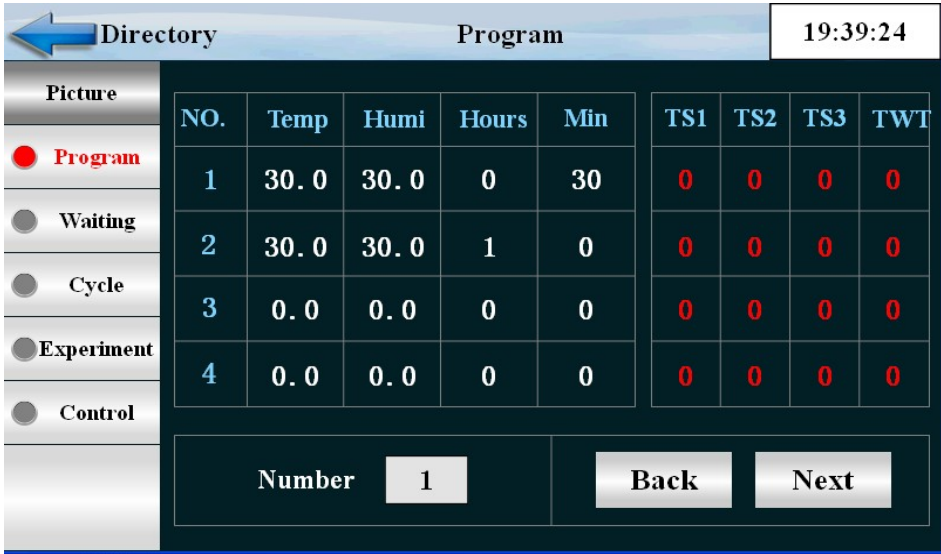 Directory Program 19:39:24
Picture
Program
Waiting
Cycle
Experiment
Control
NO. Temp Humi Hours Min TS1 TS2 TS3 TWT
1 30.0 30.0 0 30 0 0 0 0
2 30.0 30.0 1 0 0 0 0 0
3 0.0 0.0 0 0 0 0 0 0
4 0.0 0.0 0 0 0 0 0 0
Number 1 Back Next